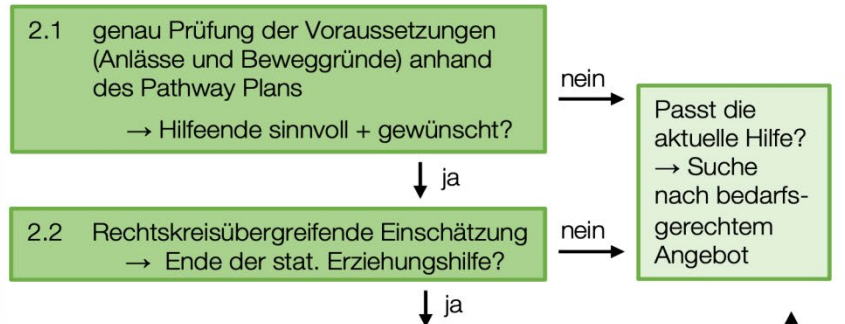 2.1 genau Prüfung der Voraussetzungen
(Anlässe und Beweggründe) anhand
des Pathway Plans
→ Hilfeende sinnvoll + gewünscht?
nein
Passt die
aktuelle Hilfe?
→ Suche
nach bedarfs-
gerechtem
Angebot
ja
2.2 Rechtskreisübergreifende Einschätzung
→ Ende der stat. Erziehungshilfe?
nein
ja